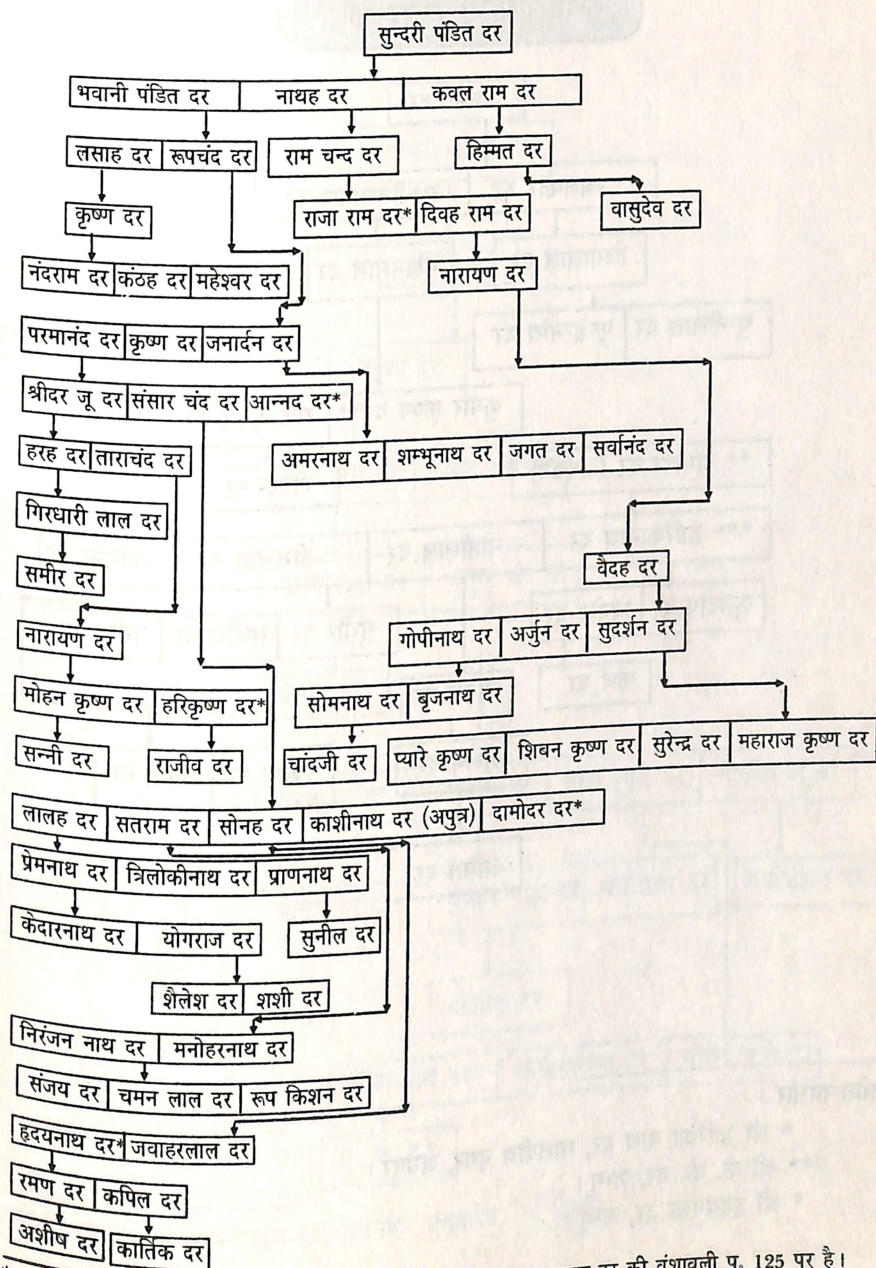 सुन्दरी पंडित दर
भवानी पंडित दर नाथह दर कवल राम दर
लसाह दर रूपचंद दर राम चन्द दर हिम्मत दर
कृष्ण दर राजा राम दर* दिवह राम दर वासुदेव दर
नंदराम दर कंठह दर महेश्वर दर नारायण दर
परमानंद दर कृष्ण दर जनार्दन दर
श्रीदर जू दर संसार चंद दर आन्नद दर*
हरह दर ताराचंद दर अमरनाथ दर शम्भूनाथ दर जगत दर सर्वानंद दर
गिरधारी लाल दर
समीर दर वैदह दर
नारायण दर गोपीनाथ दर अर्जुन दर सुदर्शन दर
मोहन कृष्ण दर हरिकृष्ण दर* सोमनाथ दर बृजनाथ दर
सन्नी दर राजीव दर चांदजी दर प्यारे कृष्ण दर शिबन कृष्ण दर सुरेन्द्र दर महाराज कृष्ण दर
लालह दर सतराम दर सोनह दर काशीनाथ दर (अपुत्र) दामोदर दर*
प्रेमनाथ दर त्रिलोकीनाथ दर प्राणनाथ दर
केदारनाथ दर योगराज दर सुनील दर
शैलेश दर शशी दर
निरंजन नाथ दर मनोहरनाथ दर
संजय दर चमन लाल दर रूप किशन दर
हृदयनाथ दर* जवाहरलाल दर
रमण दर कपिल दर
अशीष दर कार्तिक दर
दर की वंशावली पृ. 125 पर है।